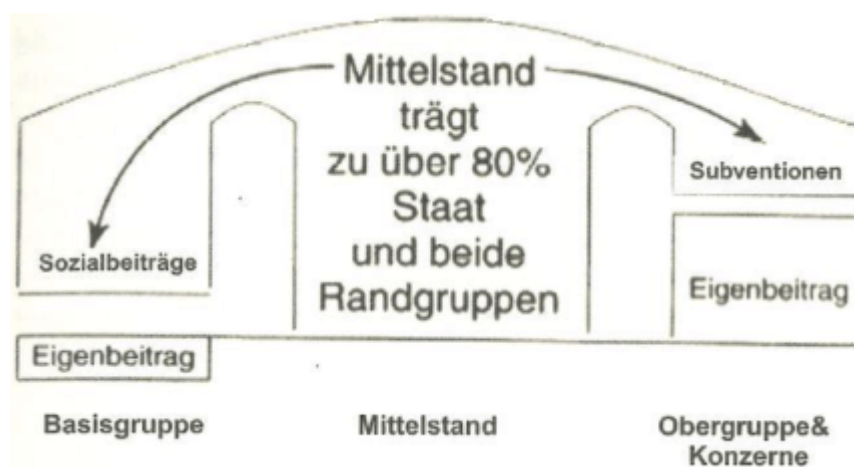 Mittelstand
trägt
zu über 80%
Staat
und beide
Randgruppen
Sozialbeiträge
Eigenbeitrag
Subventionen
Eigenbeitrag
Basisgruppe
Mittelstand
Obergruppe&
Konzerne